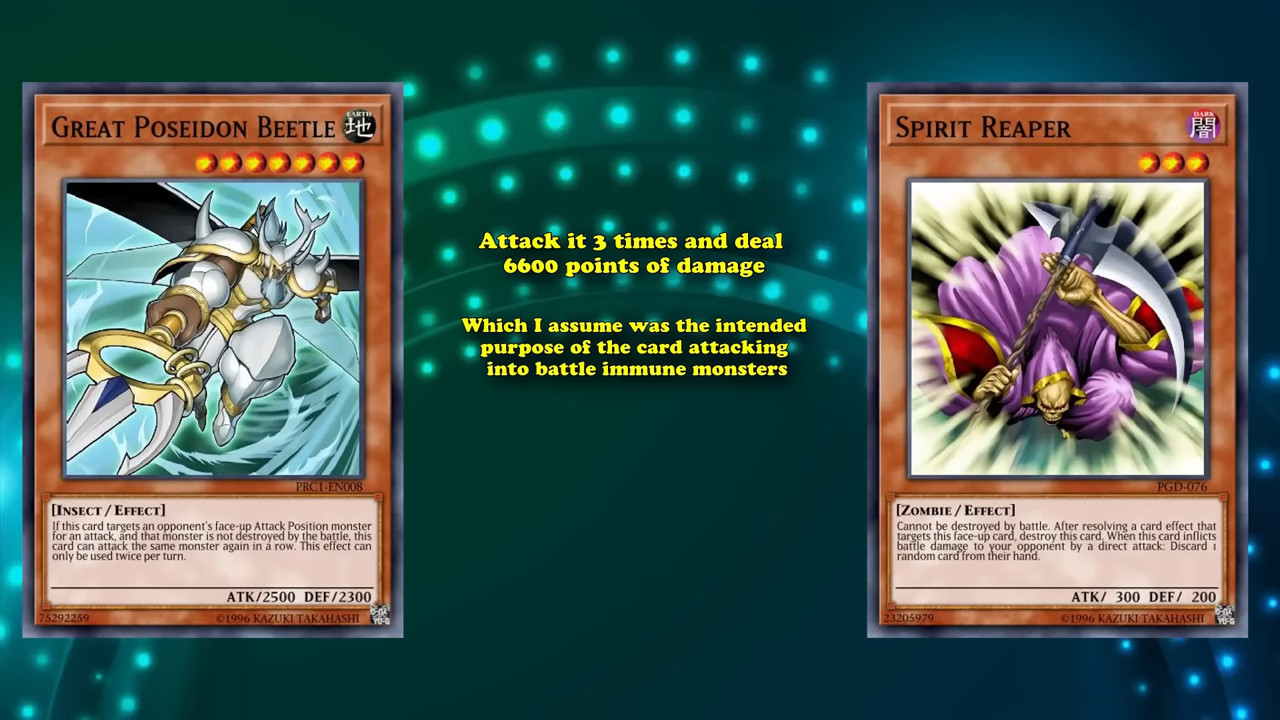 GREAT POSEIDON BEETLE
EARTH
地
PRC1-EN008
[INSECT / EFFECT]
If this card targets an opponent's face-up Attack Position monster
for an attack, and that monster is not destroyed by the battle, this
card can attack the same monster again in a row. This effect can
only be used twice per turn.
ATK/2500 DEF/2300
75292259
©1996 KAZUKI TAKAHASHI
Attack it 3 times and deal
6600 points of damage
Which I assume was the intended
purpose of the card attacking
into battle immune monsters
SPIRIT REAPER
DARK
闇
PGD-076
[ZOMBIE / EFFECT]
Cannot be destroyed by battle. After resolving a card effect that
targets this face-up card, destroy this card. When this card inflicts
battle damage to your opponent by a direct attack: Discard 1
random card from their hand.
ATK/ 300 DEF/ 200
23205979
©1996 KAZUKI TAKAHASHI